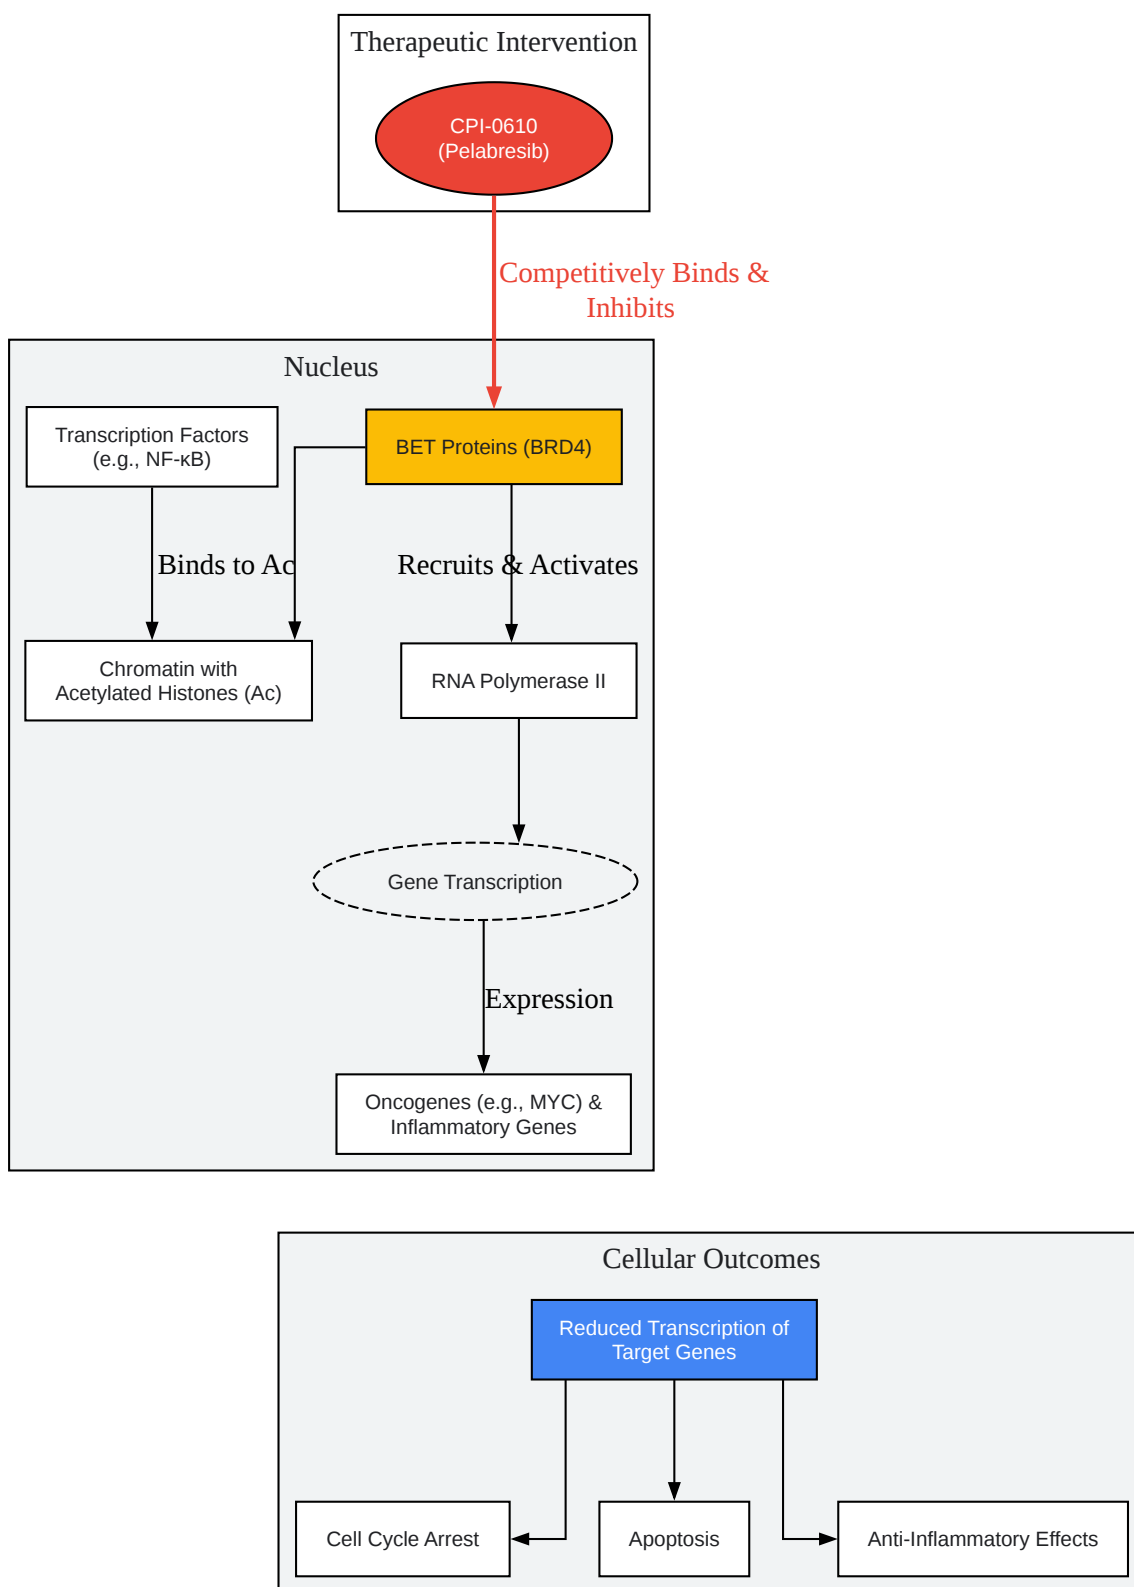 Therapeutic Intervention
CPI-0610
(Pelabresib)
Competitively Binds &
Inhibits
Nucleus
Transcription Factors
(e.g., NF-κB)
BET Proteins (BRD4)
Binds to Ac
Recruits & Activates
Chromatin with
Acetylated Histones (Ac)
RNA Polymerase II
Gene Transcription
Expression
Oncogenes (e.g., MYC) &
Inflammatory Genes
Cellular Outcomes
Reduced Transcription of
Target Genes
Cell Cycle Arrest
Apoptosis
Anti-Inflammatory Effects